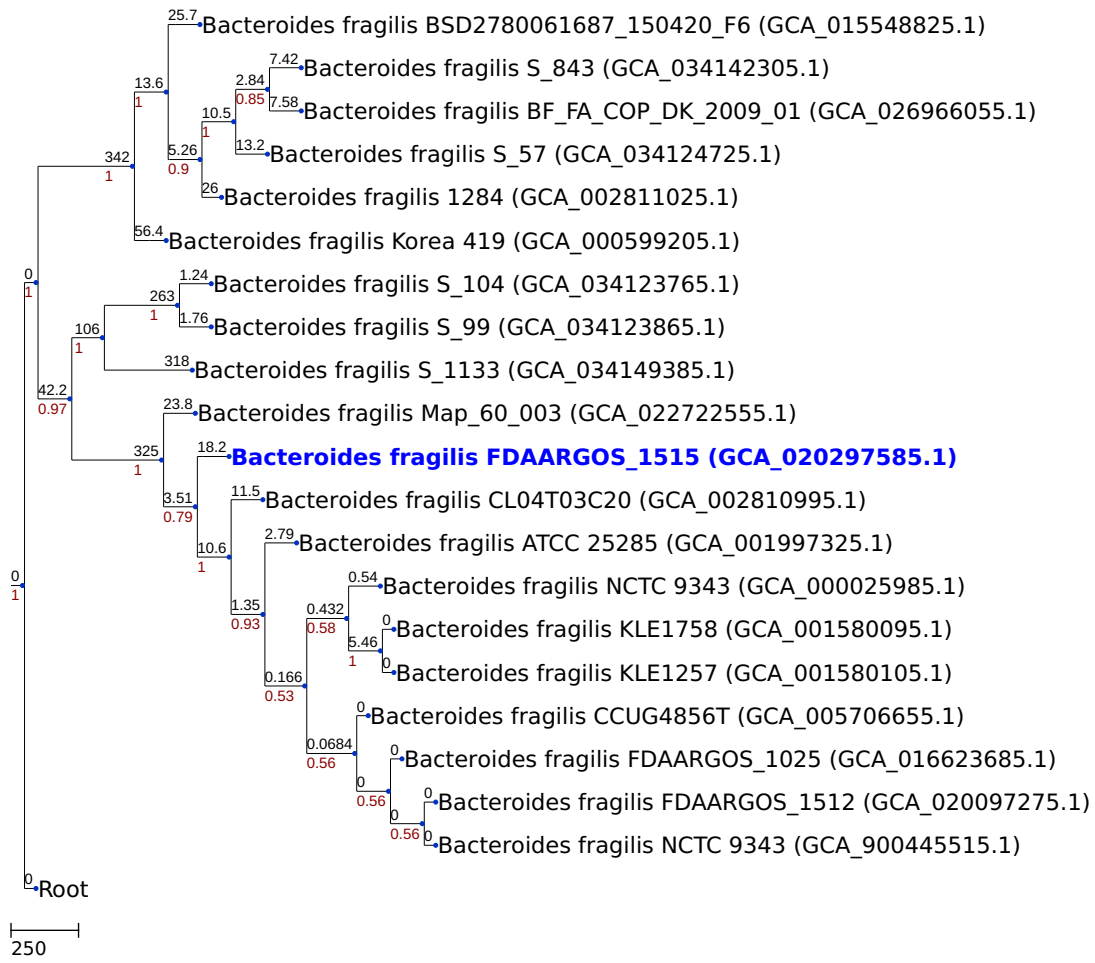 25.7 Bacteroides fragilis BSD2780061687_150420_F6 (GCA_015548825.1)
7.42 Bacteroides fragilis S_843 (GCA_034142305.1)
13.6 2.84
1 0.85
7.58 Bacteroides fragilis BF_FA_COP_DK_2009_01 (GCA_026966055.1)
10.5
1
342 5.26 13.2 Bacteroides fragilis S_57 (GCA_034124725.1)
1 0.9
26 Bacteroides fragilis 1284 (GCA_002811025.1)
56.4 Bacteroides fragilis Korea 419 (GCA_000599205.1)
0 1.24 Bacteroides fragilis S_104 (GCA_034123765.1)
1
263
1
1.76 Bacteroides fragilis S_99 (GCA_034123865.1)
106
1
318 Bacteroides fragilis S_1133 (GCA_034149385.1)
42.2
0.97
23.8 Bacteroides fragilis Map_60_003 (GCA_022722555.1)
325 18.2 Bacteroides fragilis FDAARGOS_1515 (GCA_020297585.1)
1
3.51 11.5 Bacteroides fragilis CL04T03C20 (GCA_002810995.1)
0.79
10.6 2.79 Bacteroides fragilis ATCC 25285 (GCA_001997325.1)
1
0 0.54 Bacteroides fragilis NCTC 9343 (GCA_000025985.1)
1
1.35 0.432 0 Bacteroides fragilis KLE1758 (GCA_001580095.1)
0.93 0.58
5.46
1
0 Bacteroides fragilis KLE1257 (GCA_001580105.1)
0.166
0.53
0 Bacteroides fragilis CCUG4856T (GCA_005706655.1)
0.0684 0 Bacteroides fragilis FDAARGOS_1025 (GCA_016623685.1)
0.56
0
0.56
0 Bacteroides fragilis FDAARGOS_1512 (GCA_020097275.1)
0
0.56
0 Bacteroides fragilis NCTC 9343 (GCA_900445515.1)
0 Root
250